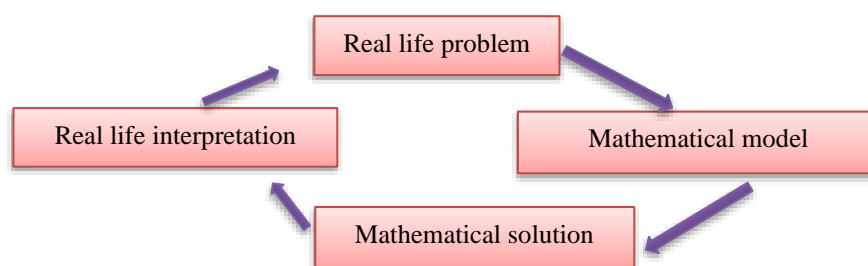 Real life problem
Mathematical model
Mathematical solution
Real life interpretation